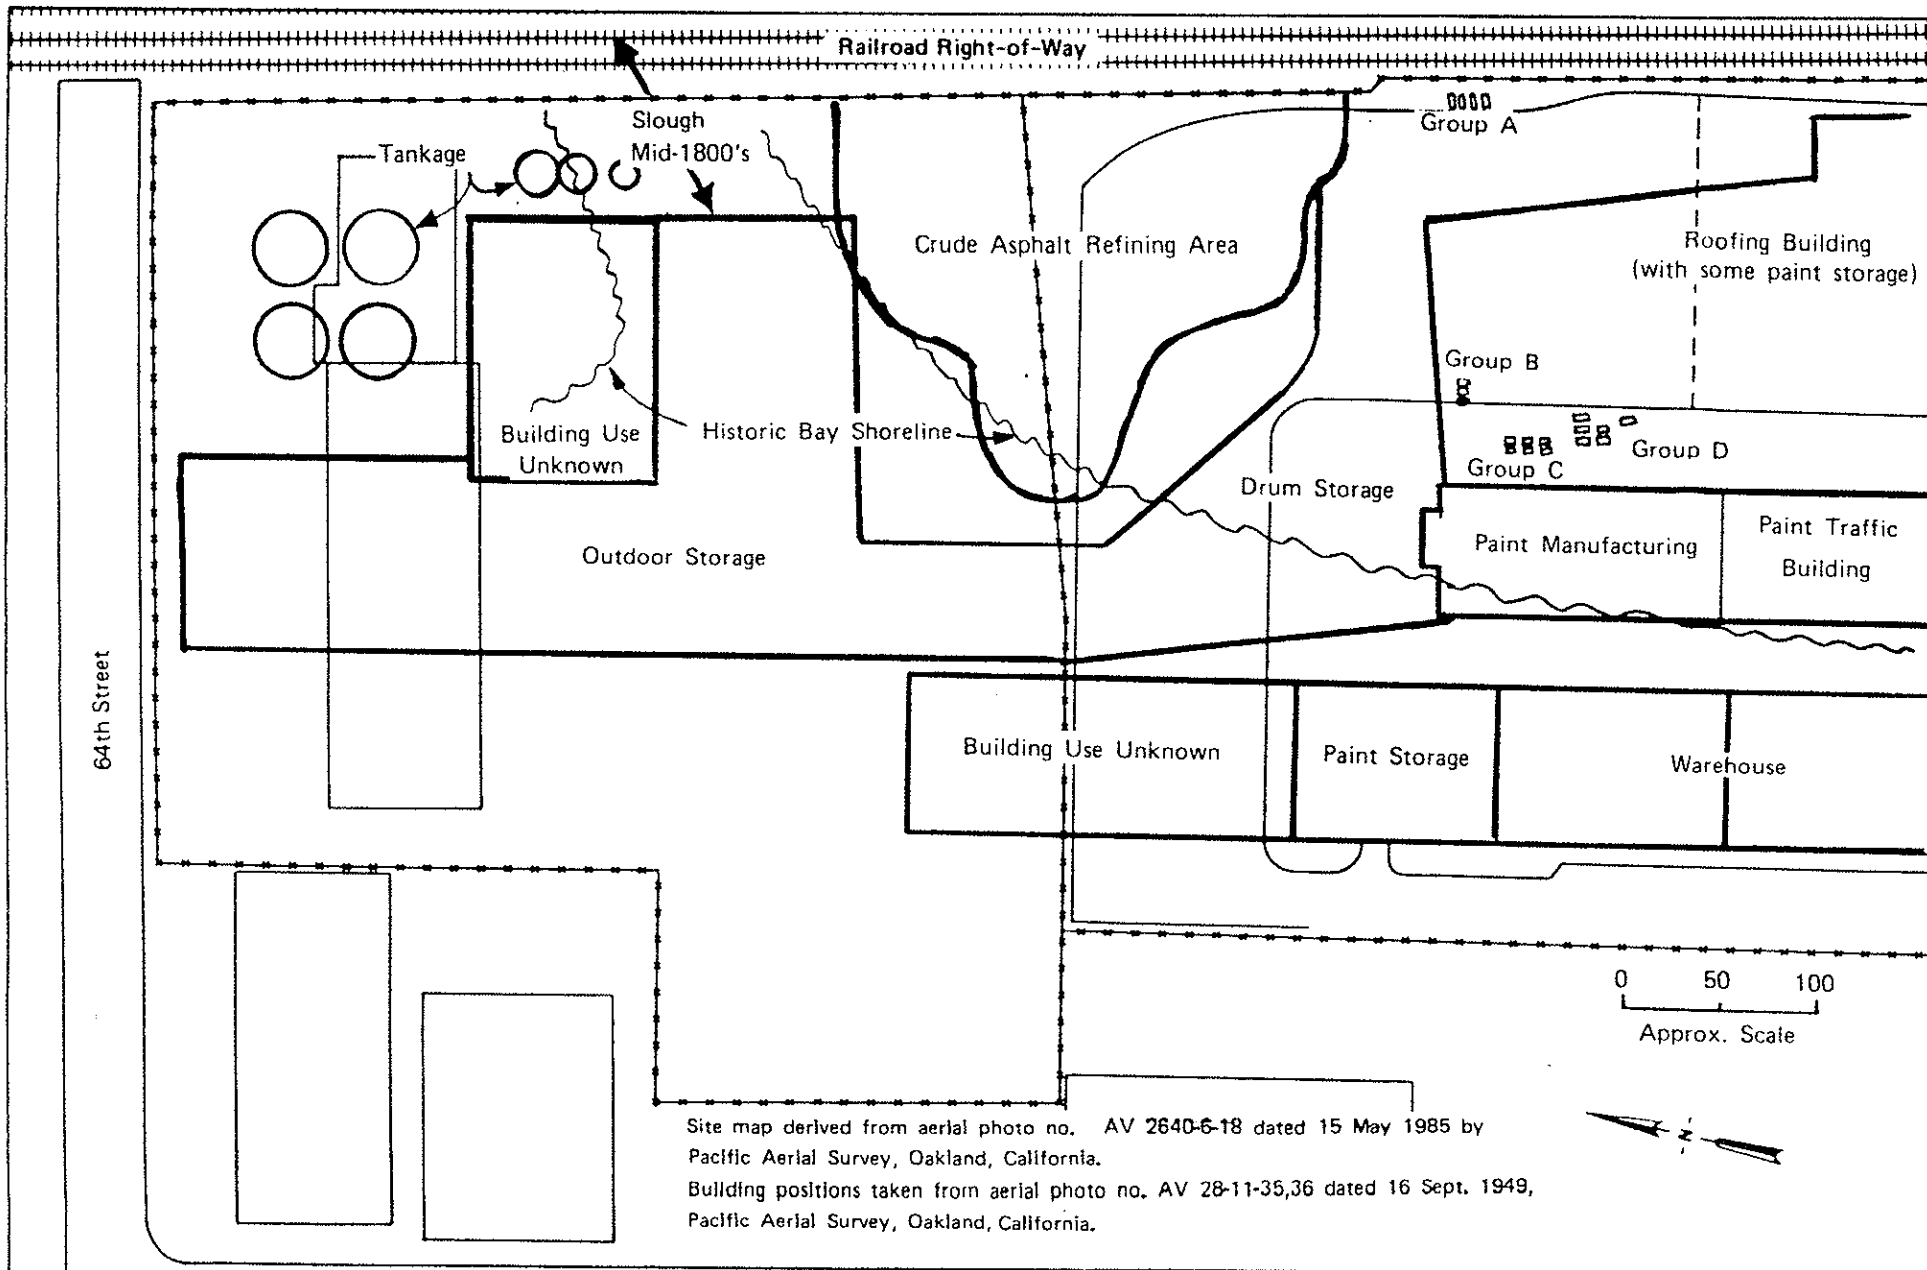 Railroad Right-of-Way
Slough
Mid-1800's
Tankage
Group A
Crude Asphalt Refining Area
Roofing Building
(with some paint storage)
Group B
Building Use
Unknown
Historic Bay Shoreline
Group D
Group C
Drum Storage
Outdoor Storage
Paint Manufacturing
Paint Traffic
Building
64th Street
Building Use Unknown
Paint Storage
Warehouse
0 50 100
Approx. Scale
Site map derived from aerial photo no. AV 2640-6-18 dated 15 May 1985 by
Pacific Aerial Survey, Oakland, California.
Building positions taken from aerial photo no. AV 28-11-35,36 dated 16 Sept. 1949,
Pacific Aerial Survey, Oakland, California.
N